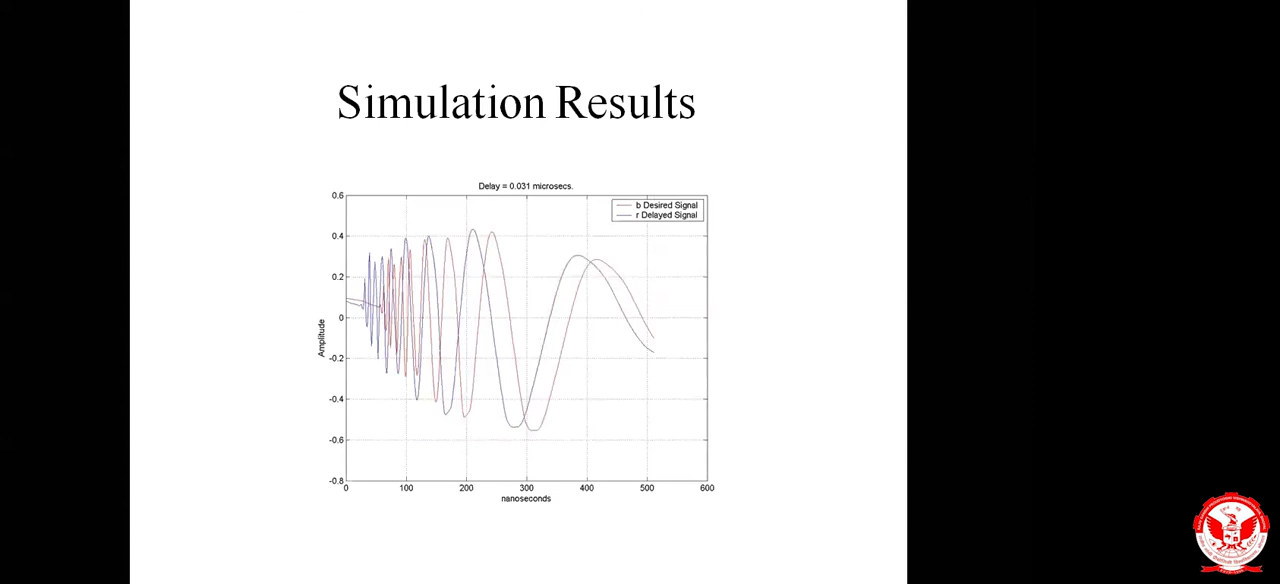 Simulation Results
Delay = 0.031 microsecs.
b Desired Signal
r Delayed Signal
0.6
0.4
0.2
0
-0.2
-0.4
-0.6
-0.8
Amplitude
0 100 200 300 400 500 600
nanoseconds